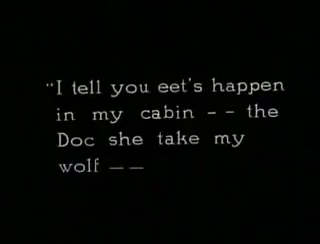 "I tell you eet's happen
in my cabin -- the
Doc she take my
wolf --